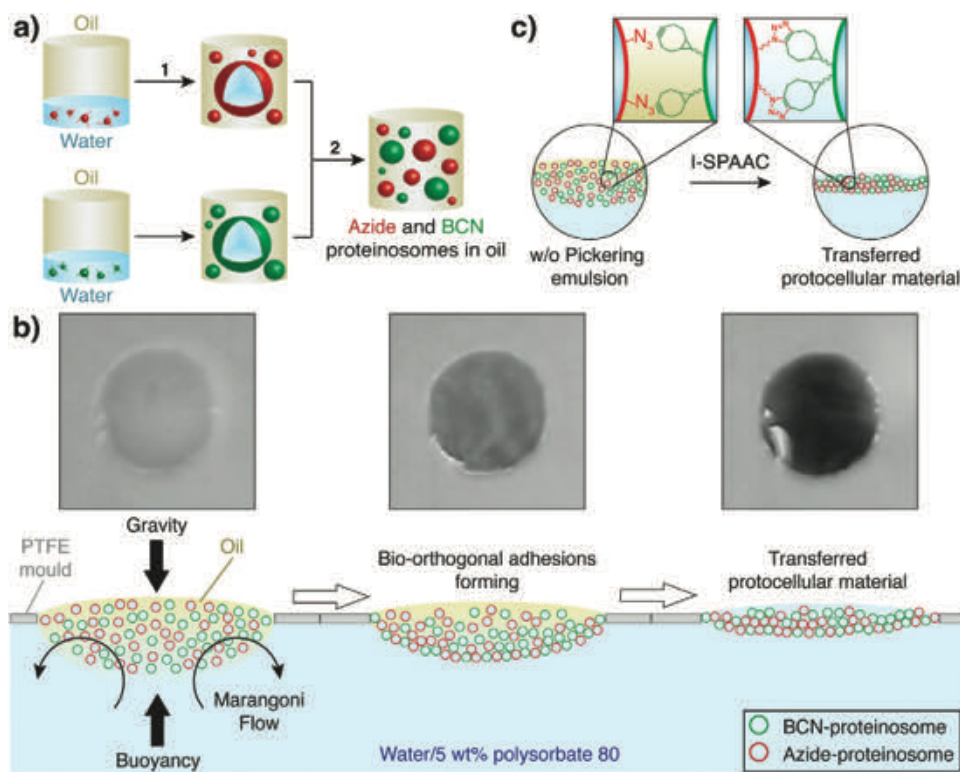 a)
Oil
Water
1
Oil
Water
2
Azide and BCN
proteinosomes in oil
c)
N3
N3
N N N
N N N
I-SPAAC
w/o Pickering
emulsion
Transferred
protocellular material
b)
Gravity
PTFE
mould
Oil
Marangoni
Flow
Buoyancy
Bio-orthogonal adhesions
forming
Transferred
protocellular material
Water/5 wt% polysorbate 80
BCN-proteinosome
Azide-proteinosome